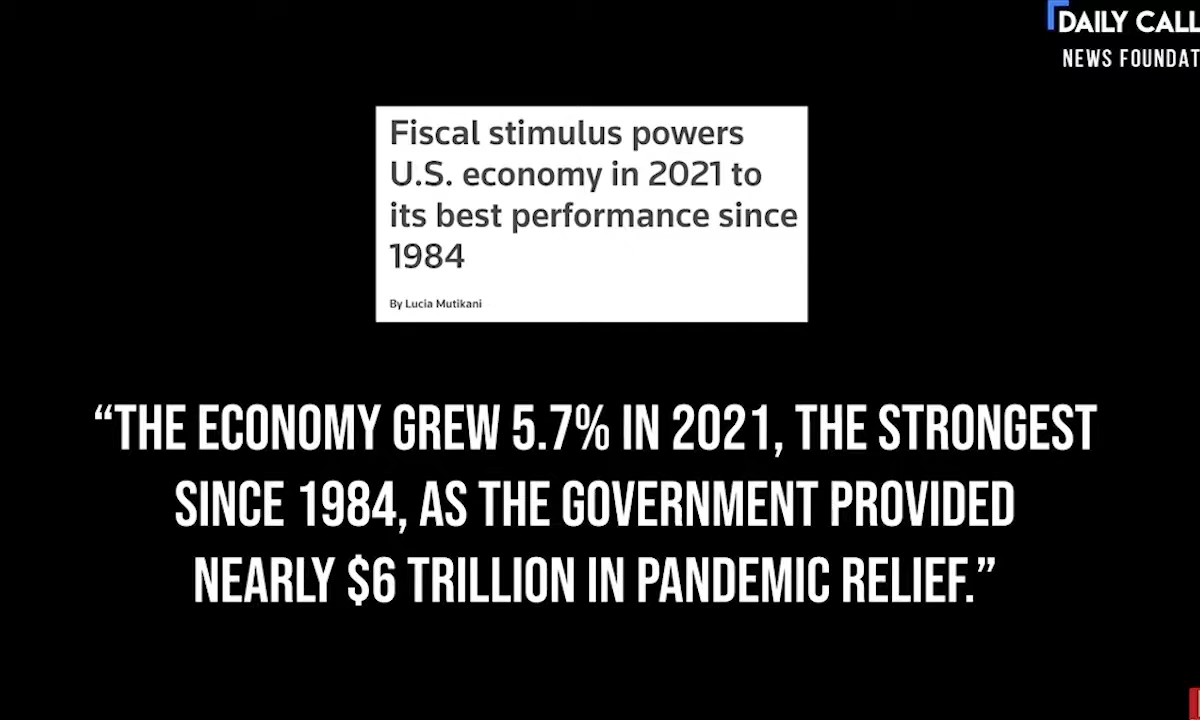 DAILY CALL
NEWS FOUNDAT
Fiscal stimulus powers
U.S. economy in 2021 to
its best performance since
1984
By Lucia Mutikani
“THE ECONOMY GREW 5.7% IN 2021, THE STRONGEST
SINCE 1984, AS THE GOVERNMENT PROVIDED
NEARLY $6 TRILLION IN PANDEMIC RELIEF.”